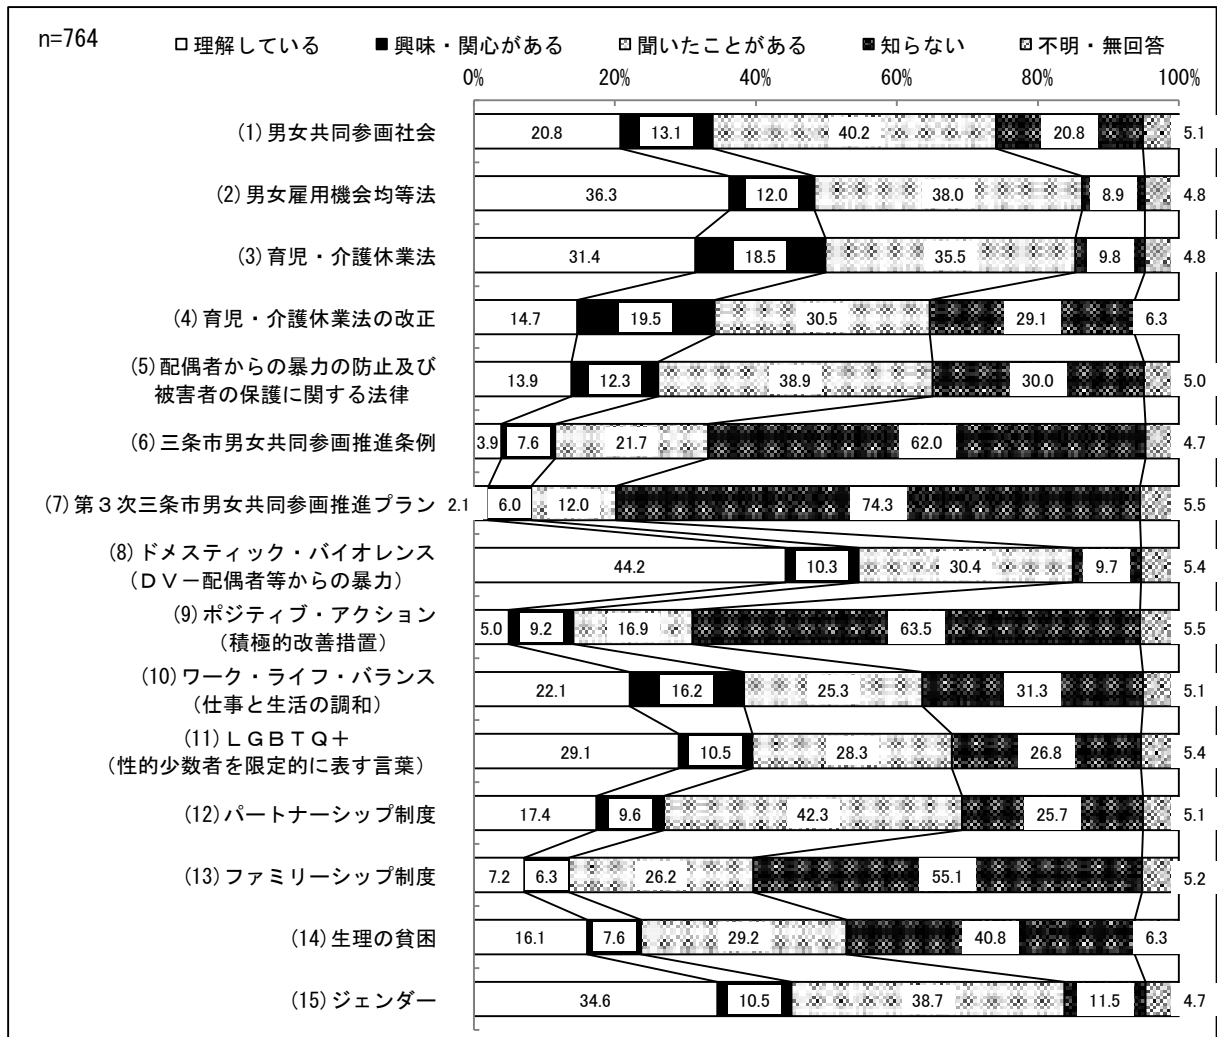 n=764
□理解している ■興味・関心がある 聞いたことがある 知らない 不明・無回答
0% 20% 40% 60% 80% 100%
(1)男女共同参画社会 20.8 13.1 40.2 20.8 5.1
(2)男女雇用機会均等法 36.3 12.0 38.0 8.9 4.8
(3)育児・介護休業法 31.4 18.5 35.5 9.8 4.8
(4)育児・介護休業法の改正 14.7 19.5 30.5 29.1 6.3
(5)配偶者からの暴力の防止及び
被害者の保護に関する法律 13.9 12.3 38.9 30.0 5.0
(6)三条市男女共同参画推進条例 3.9 7.6 21.7 62.0 4.7
(7)第3次三条市男女共同参画推進プラン 2.1 6.0 12.0 74.3 5.5
(8)ドメスティック・バイオレンス
(DV－配偶者等からの暴力) 44.2 10.3 30.4 9.7 5.4
(9)ポジティブ・アクション
(積極的改善措置) 5.0 9.2 16.9 63.5 5.5
(10)ワーク・ライフ・バランス
(仕事と生活の調和) 22.1 16.2 25.3 31.3 5.1
(11)LGBTQ＋
(性的少数者を限定的に表す言葉) 29.1 10.5 28.3 26.8 5.4
(12)パートナーシップ制度 17.4 9.6 42.3 25.7 5.1
(13)ファミリーシップ制度 7.2 6.3 26.2 55.1 5.2
(14)生理の貧困 16.1 7.6 29.2 40.8 6.3
(15)ジェンダー 34.6 10.5 38.7 11.5 4.7